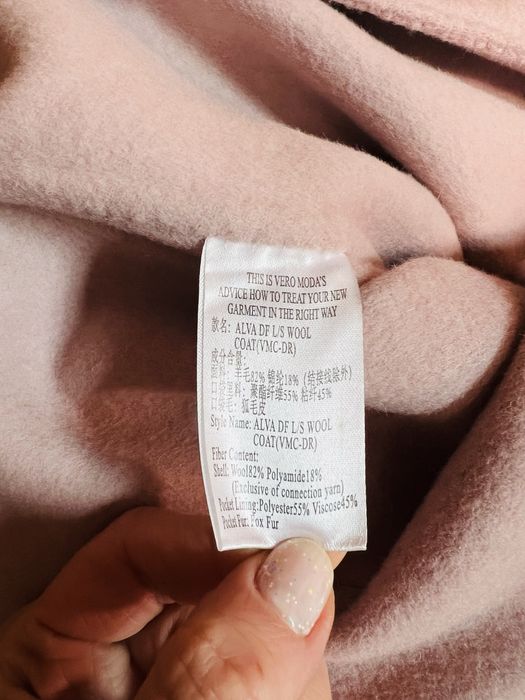 THIS IS VERO MODA'S
ADVICE HOW TO TREAT YOUR NEW
GARMENT IN THE RIGHT WAY
款名: ALVA DF L/S WOOL
COAT(VMC-DR)
成分含量:
面料: 羊毛82% 锦纶18% (结接线除外)
口袋里料: 聚酯纤维55% 粘纤45%
口袋毛: 狐毛皮
Style Name: ALVA DF L/S WOOL
COAT(VMC-DR)
Fiber Content:
Shell: Wool82% Polyamide18%
(Exclusive of connection yarn)
Pocket Lining:Polyester55% Viscose45%
Pocket Fur: Fox Fur